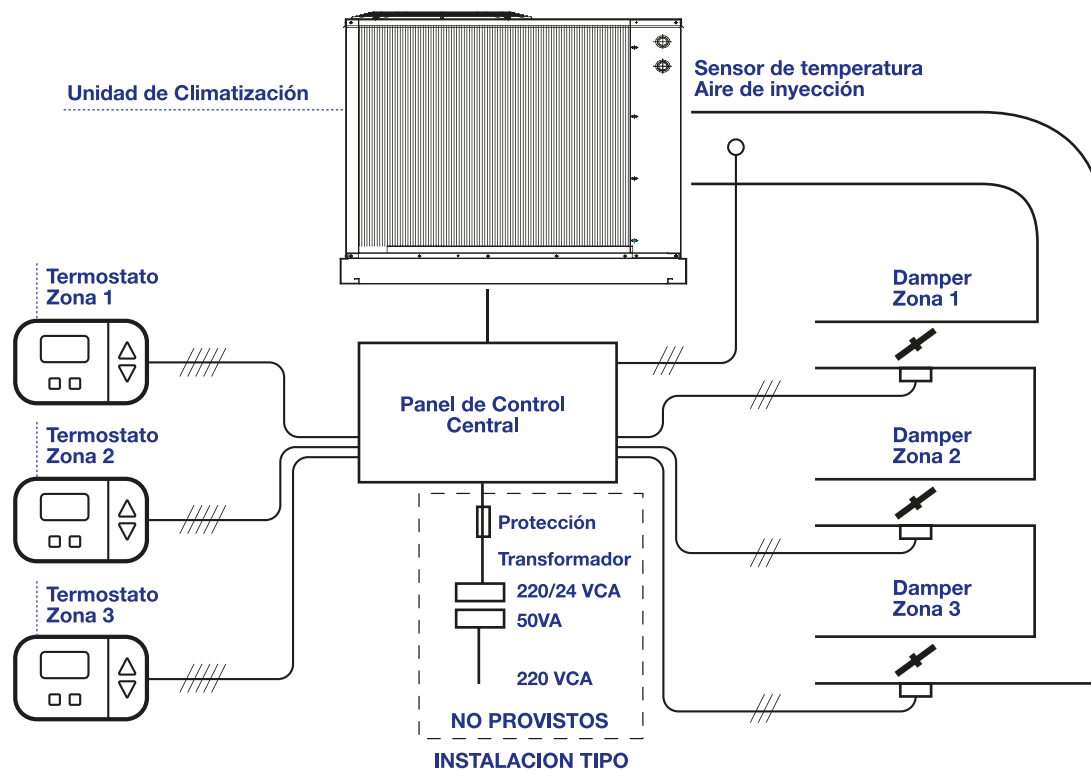 Unidad de Climatización
Sensor de temperatura
Aire de inyección
Termostato
Zona 1
Damper
Zona 1
Panel de Control
Central
Termostato
Zona 2
Damper
Zona 2
Protección
Transformador
220/24 VCA
50VA
220 VCA
NO PROVISTOS
Termostato
Zona 3
Damper
Zona 3
INSTALACION TIPO